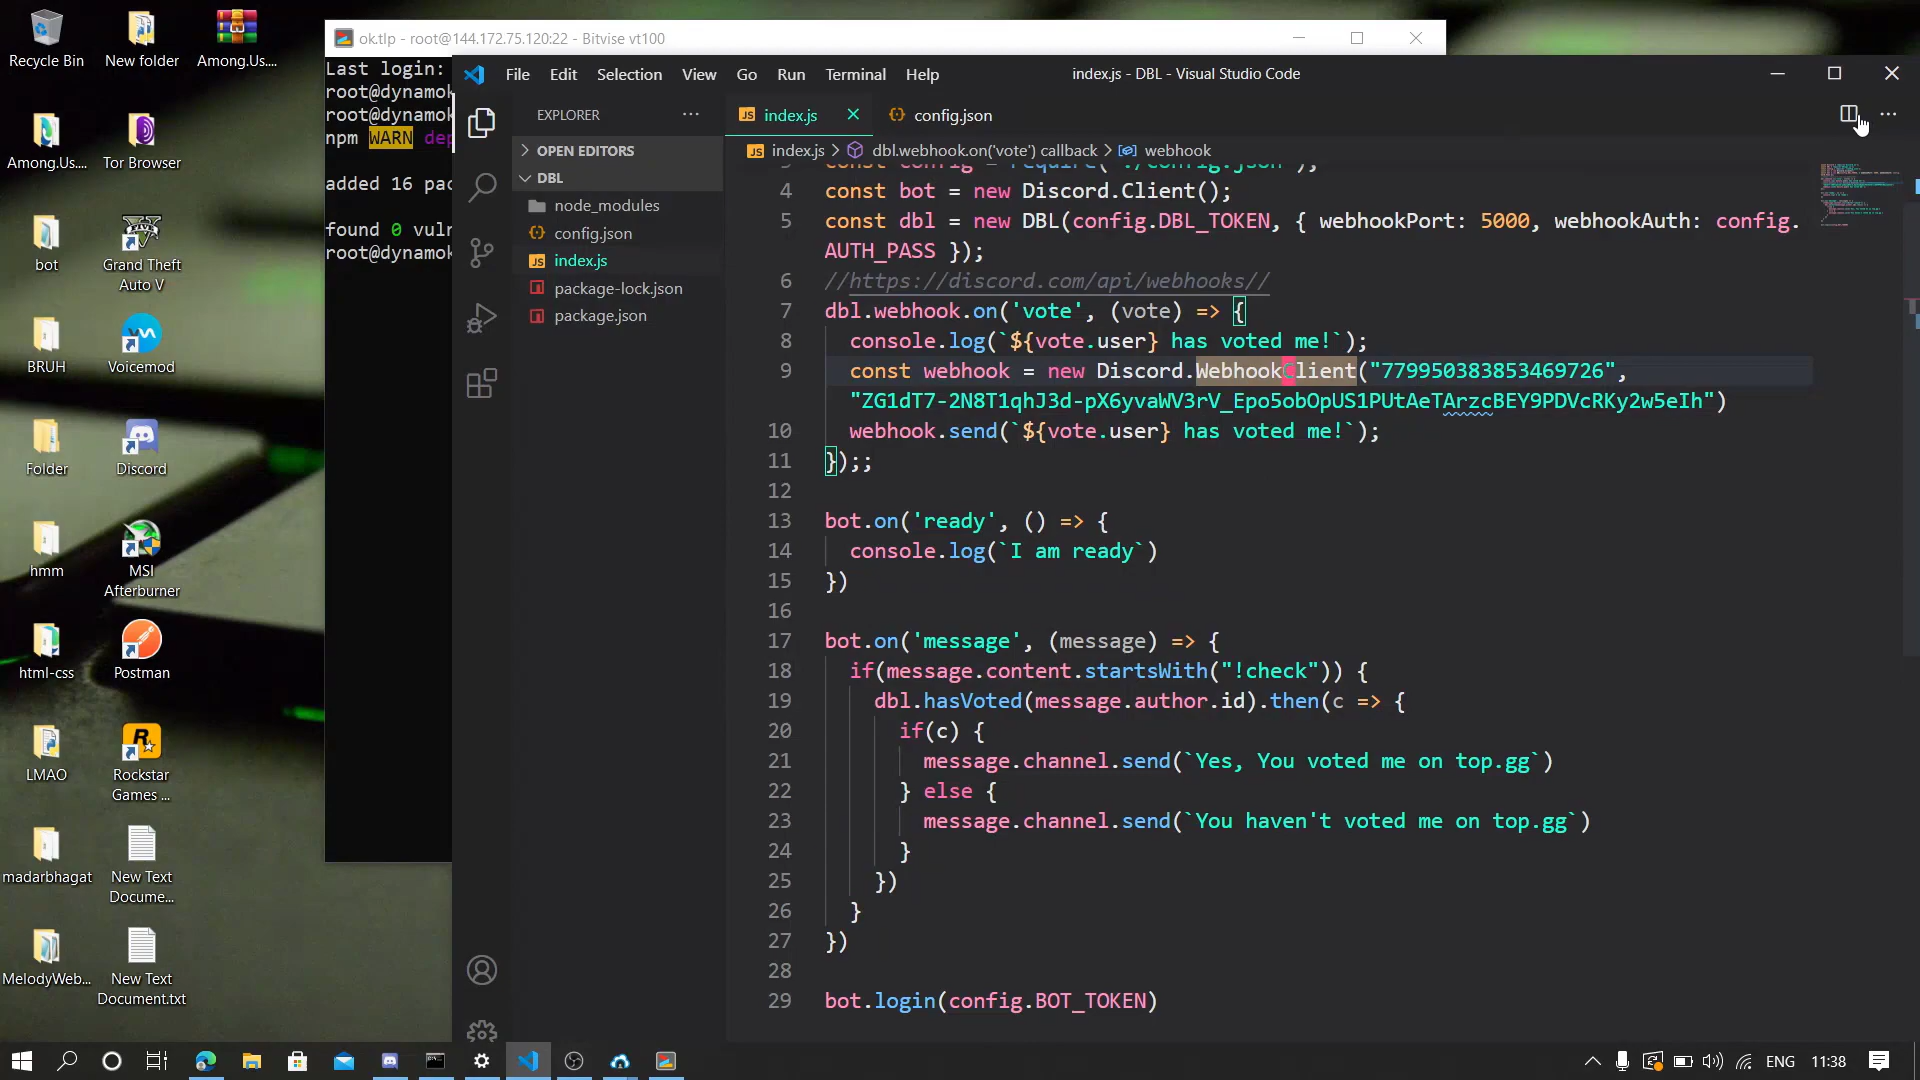 Recycle Bin
New folder
Among.Us....
Among.Us....
Tor Browser
bot
Grand Theft
Auto V
BRUH
Voicemod
Folder
Discord
hmm
MSI
Afterburner
html-css
Postman
LMAO
Rockstar
Games ...
madarbhagat
New Text
Docume...
MelodyWeb...
New Text
Document.txt
ok.tlp - root@144.172.75.120:22 - Bitvise vt100
Last login:
root@dynamok
root@dynamok
npm WARN dep
added 16 pac
found 0 vuln
root@dynamok
File Edit Selection View Go Run Terminal Help
index.js - DBL - Visual Studio Code
EXPLORER
OPEN EDITORS
DBL
node_modules
config.json
index.js
package-lock.json
package.json
index.js
config.json
index.js > dbl.webhook.on('vote') callback > webhook
3 const config = require("./config.json");
4 const bot = new Discord.Client();
5 const dbl = new DBL(config.DBL_TOKEN, { webhookPort: 5000, webhookAuth: config.
AUTH_PASS });
6 //https://discord.com/api/webhooks//
7 dbl.webhook.on('vote', (vote) => {
8 console.log(`${vote.user} has voted me!`);
9 const webhook = new Discord.WebhookClient("779950383853469726",
"ZG1dT7-2N8T1qhJ3d-pX6yvaWV3rV_Epo5obOpUS1PUtAeTArzcBEY9PDVcRKy2w5eIh")
10 webhook.send(`${vote.user} has voted me!`);
11 });;
12
13 bot.on('ready', () => {
14 console.log(`I am ready`)
15 })
16
17 bot.on('message', (message) => {
18 if(message.content.startsWith("!check")) {
19 dbl.hasVoted(message.author.id).then(c => {
20 if(c) {
21 message.channel.send(`Yes, You voted me on top.gg`)
22 } else {
23 message.channel.send(`You haven't voted me on top.gg`)
24 }
25 })
26 }
27 })
28
29 bot.login(config.BOT_TOKEN)
ENG 11:38